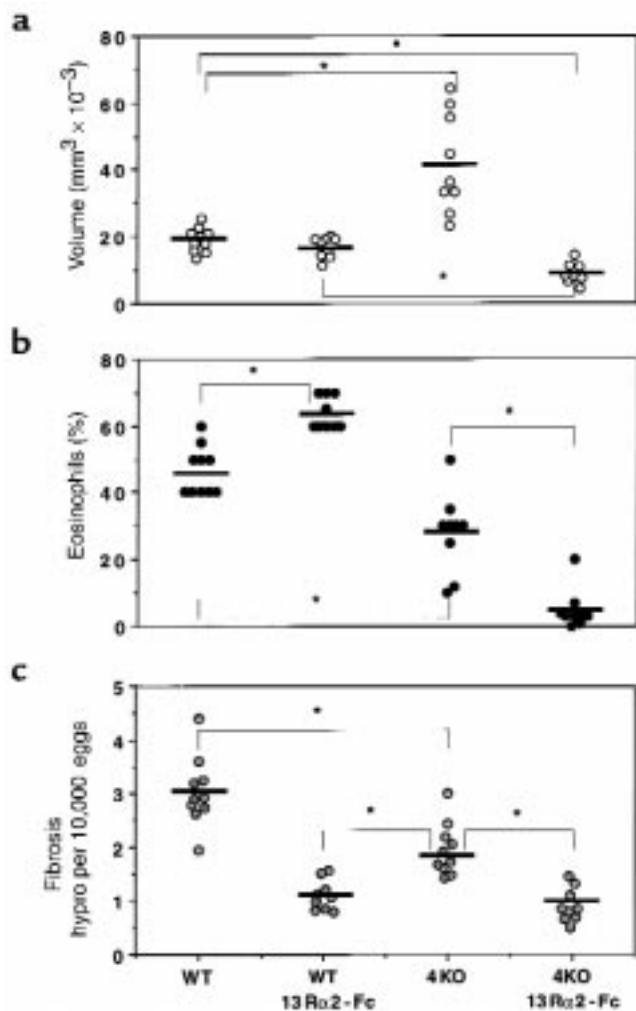 a
Volume (mm³ × 10⁻³)
80
60
40
20
0
*
*
*
b
Eosinophils (%)
80
60
40
20
0
*
*
*
c
Fibrosis
hypro per 10,000 eggs
5
4
3
2
1
0
*
*
*
WT
WT
13Rα2-Fc
4KO
4KO
13Rα2-Fc